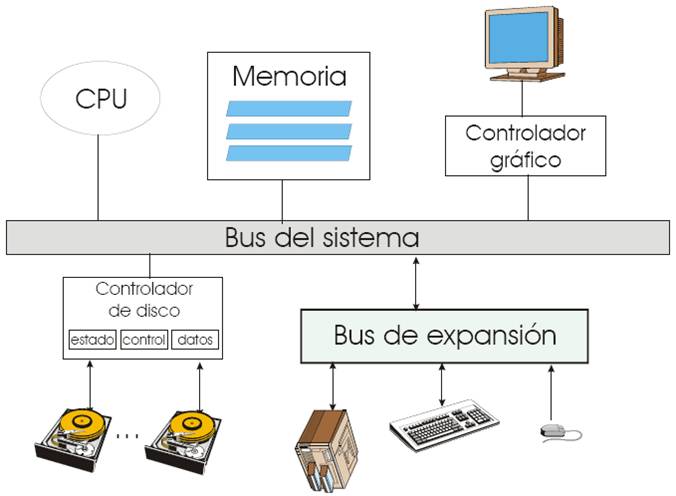 CPU
Memoria
Controlador
gráfico
Bus del sistema
Controlador
de disco
estado control datos
Bus de expansión
...